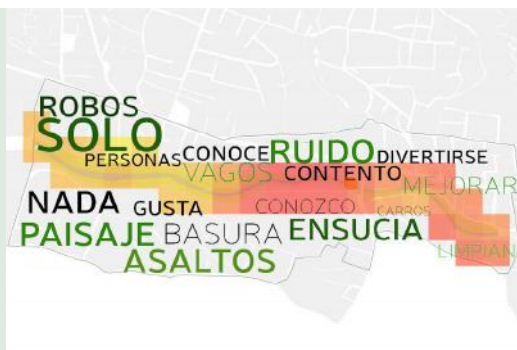 ROBOS
SOLO
PERSONAS CONOCE RUIDO DIVERTIRSE
VAGOS CONTENTO
MEJORAR
NADA GUSTA CONOZCO CARROS
PAISAJE BASURA ENSUCIA
LIMPIAN
ASALTOS